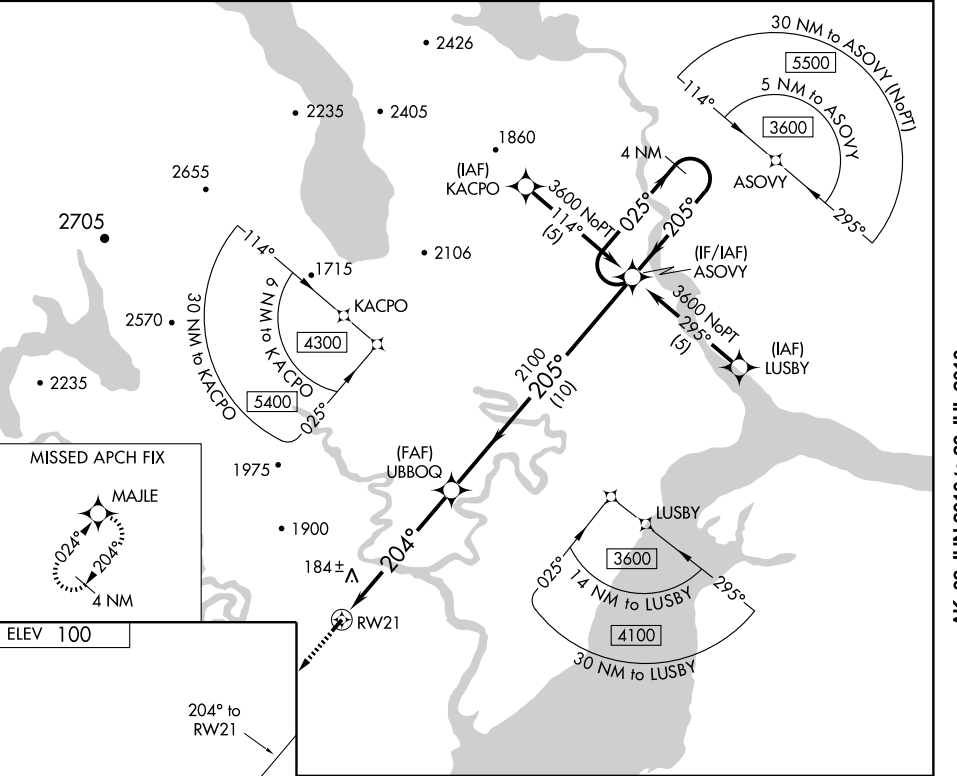 2426
30 NM to ASOVY (NoPT)
5500
2235
2405
114°
5 NM to ASOVY
3600
1860
4 NM
ASOVY
(IAF)
KACPO
2655
3600 NoPT
114°
(5)
025°
205°
295°
2705
(IF/IAF)
ASOVY
114°
1715
2106
3600 NoPT
295°
(5)
KACPO
6 NM to KACPO
30 NM to KACPO
2570
4300
(IAF)
LUSBY
2235
5400
025°
2100
205°
(10)
MISSED APCH FIX
MAJLE
024°
204°
4 NM
1975
(FAF)
UBBOQ
1900
LUSBY
204°
184±
3600
025°
14 NM to LUSBY
295°
RW21
4100
30 NM to LUSBY
ELEV 100
204° to
RW21